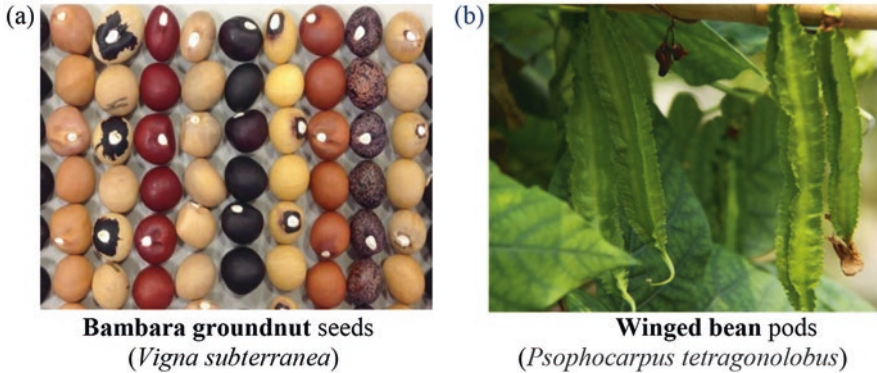 (a)
(b)
Bambara groundnut seeds
(Vigna subterranea)
Winged bean pods
(Psophocarpus tetragonolobus)